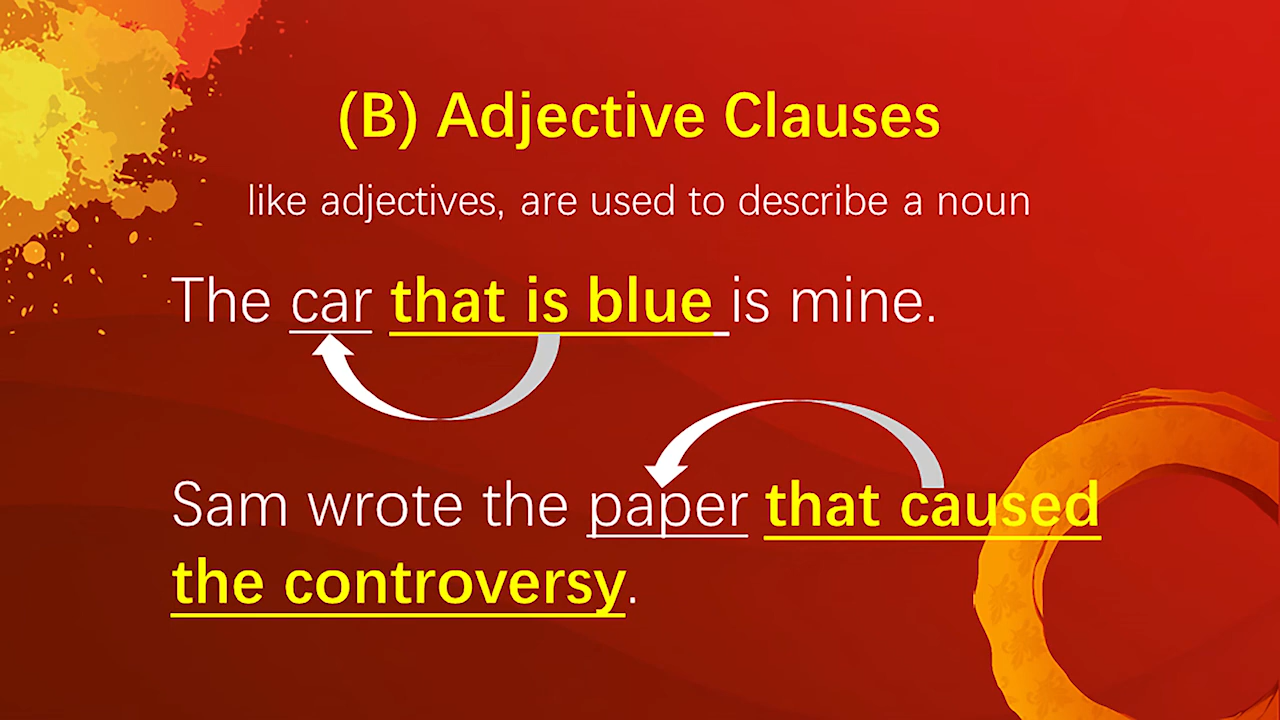 (B) Adjective Clauses
like adjectives, are used to describe a noun
The car that is blue is mine.
Sam wrote the paper that caused
the controversy.